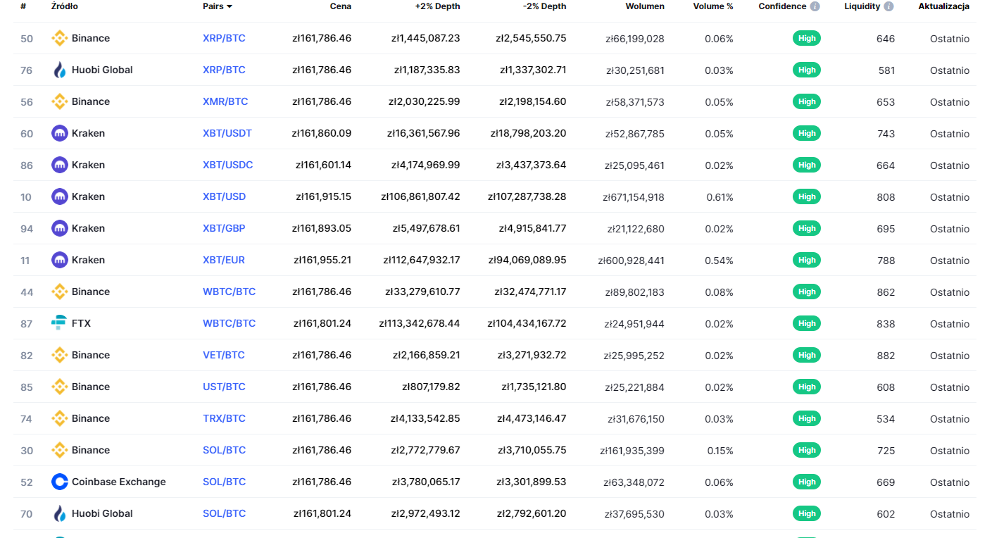 # Źródło Pairs Cena +2% Depth -2% Depth Wolumen Volume % Confidence Liquidity Aktualizacja
50 Binance XRP/BTC zł161,786.46 zł1,445,087.23 zł2,545,550.75 zł66,199,028 0.06% High 646 Ostatnio
76 Huobi Global XRP/BTC zł161,786.46 zł1,187,335.83 zł1,337,302.71 zł30,251,681 0.03% High 581 Ostatnio
56 Binance XMR/BTC zł161,786.46 zł2,030,225.99 zł2,198,154.60 zł58,371,573 0.05% High 653 Ostatnio
60 Kraken XBT/USDT zł161,860.09 zł16,361,567.96 zł18,798,203.20 zł52,867,785 0.05% High 743 Ostatnio
86 Kraken XBT/USDC zł161,601.14 zł4,174,969.99 zł3,437,373.64 zł25,095,461 0.02% High 664 Ostatnio
10 Kraken XBT/USD zł161,915.15 zł106,861,807.42 zł107,287,738.28 zł671,154,918 0.61% High 808 Ostatnio
94 Kraken XBT/GBP zł161,893.05 zł5,497,678.61 zł4,915,841.77 zł21,122,680 0.02% High 695 Ostatnio
11 Kraken XBT/EUR zł161,955.21 zł112,647,932.17 zł94,069,089.95 zł600,928,441 0.54% High 788 Ostatnio
44 Binance WBTC/BTC zł161,786.46 zł33,279,610.77 zł32,474,771.17 zł89,802,183 0.08% High 862 Ostatnio
87 FTX WBTC/BTC zł161,801.24 zł113,342,678.44 zł104,434,167.72 zł24,951,944 0.02% High 838 Ostatnio
82 Binance VET/BTC zł161,786.46 zł2,166,859.21 zł3,271,932.72 zł25,995,252 0.02% High 882 Ostatnio
85 Binance UST/BTC zł161,786.46 zł807,179.82 zł1,735,121.80 zł25,221,884 0.02% High 608 Ostatnio
74 Binance TRX/BTC zł161,786.46 zł4,133,542.85 zł4,473,146.47 zł31,676,150 0.03% High 534 Ostatnio
30 Binance SOL/BTC zł161,786.46 zł2,772,779.67 zł3,710,055.75 zł161,935,399 0.15% High 725 Ostatnio
52 Coinbase Exchange SOL/BTC zł161,786.46 zł3,780,065.17 zł3,301,899.53 zł63,348,072 0.06% High 669 Ostatnio
70 Huobi Global SOL/BTC zł161,801.24 zł2,972,493.12 zł2,792,601.20 zł37,695,530 0.03% High 602 Ostatnio